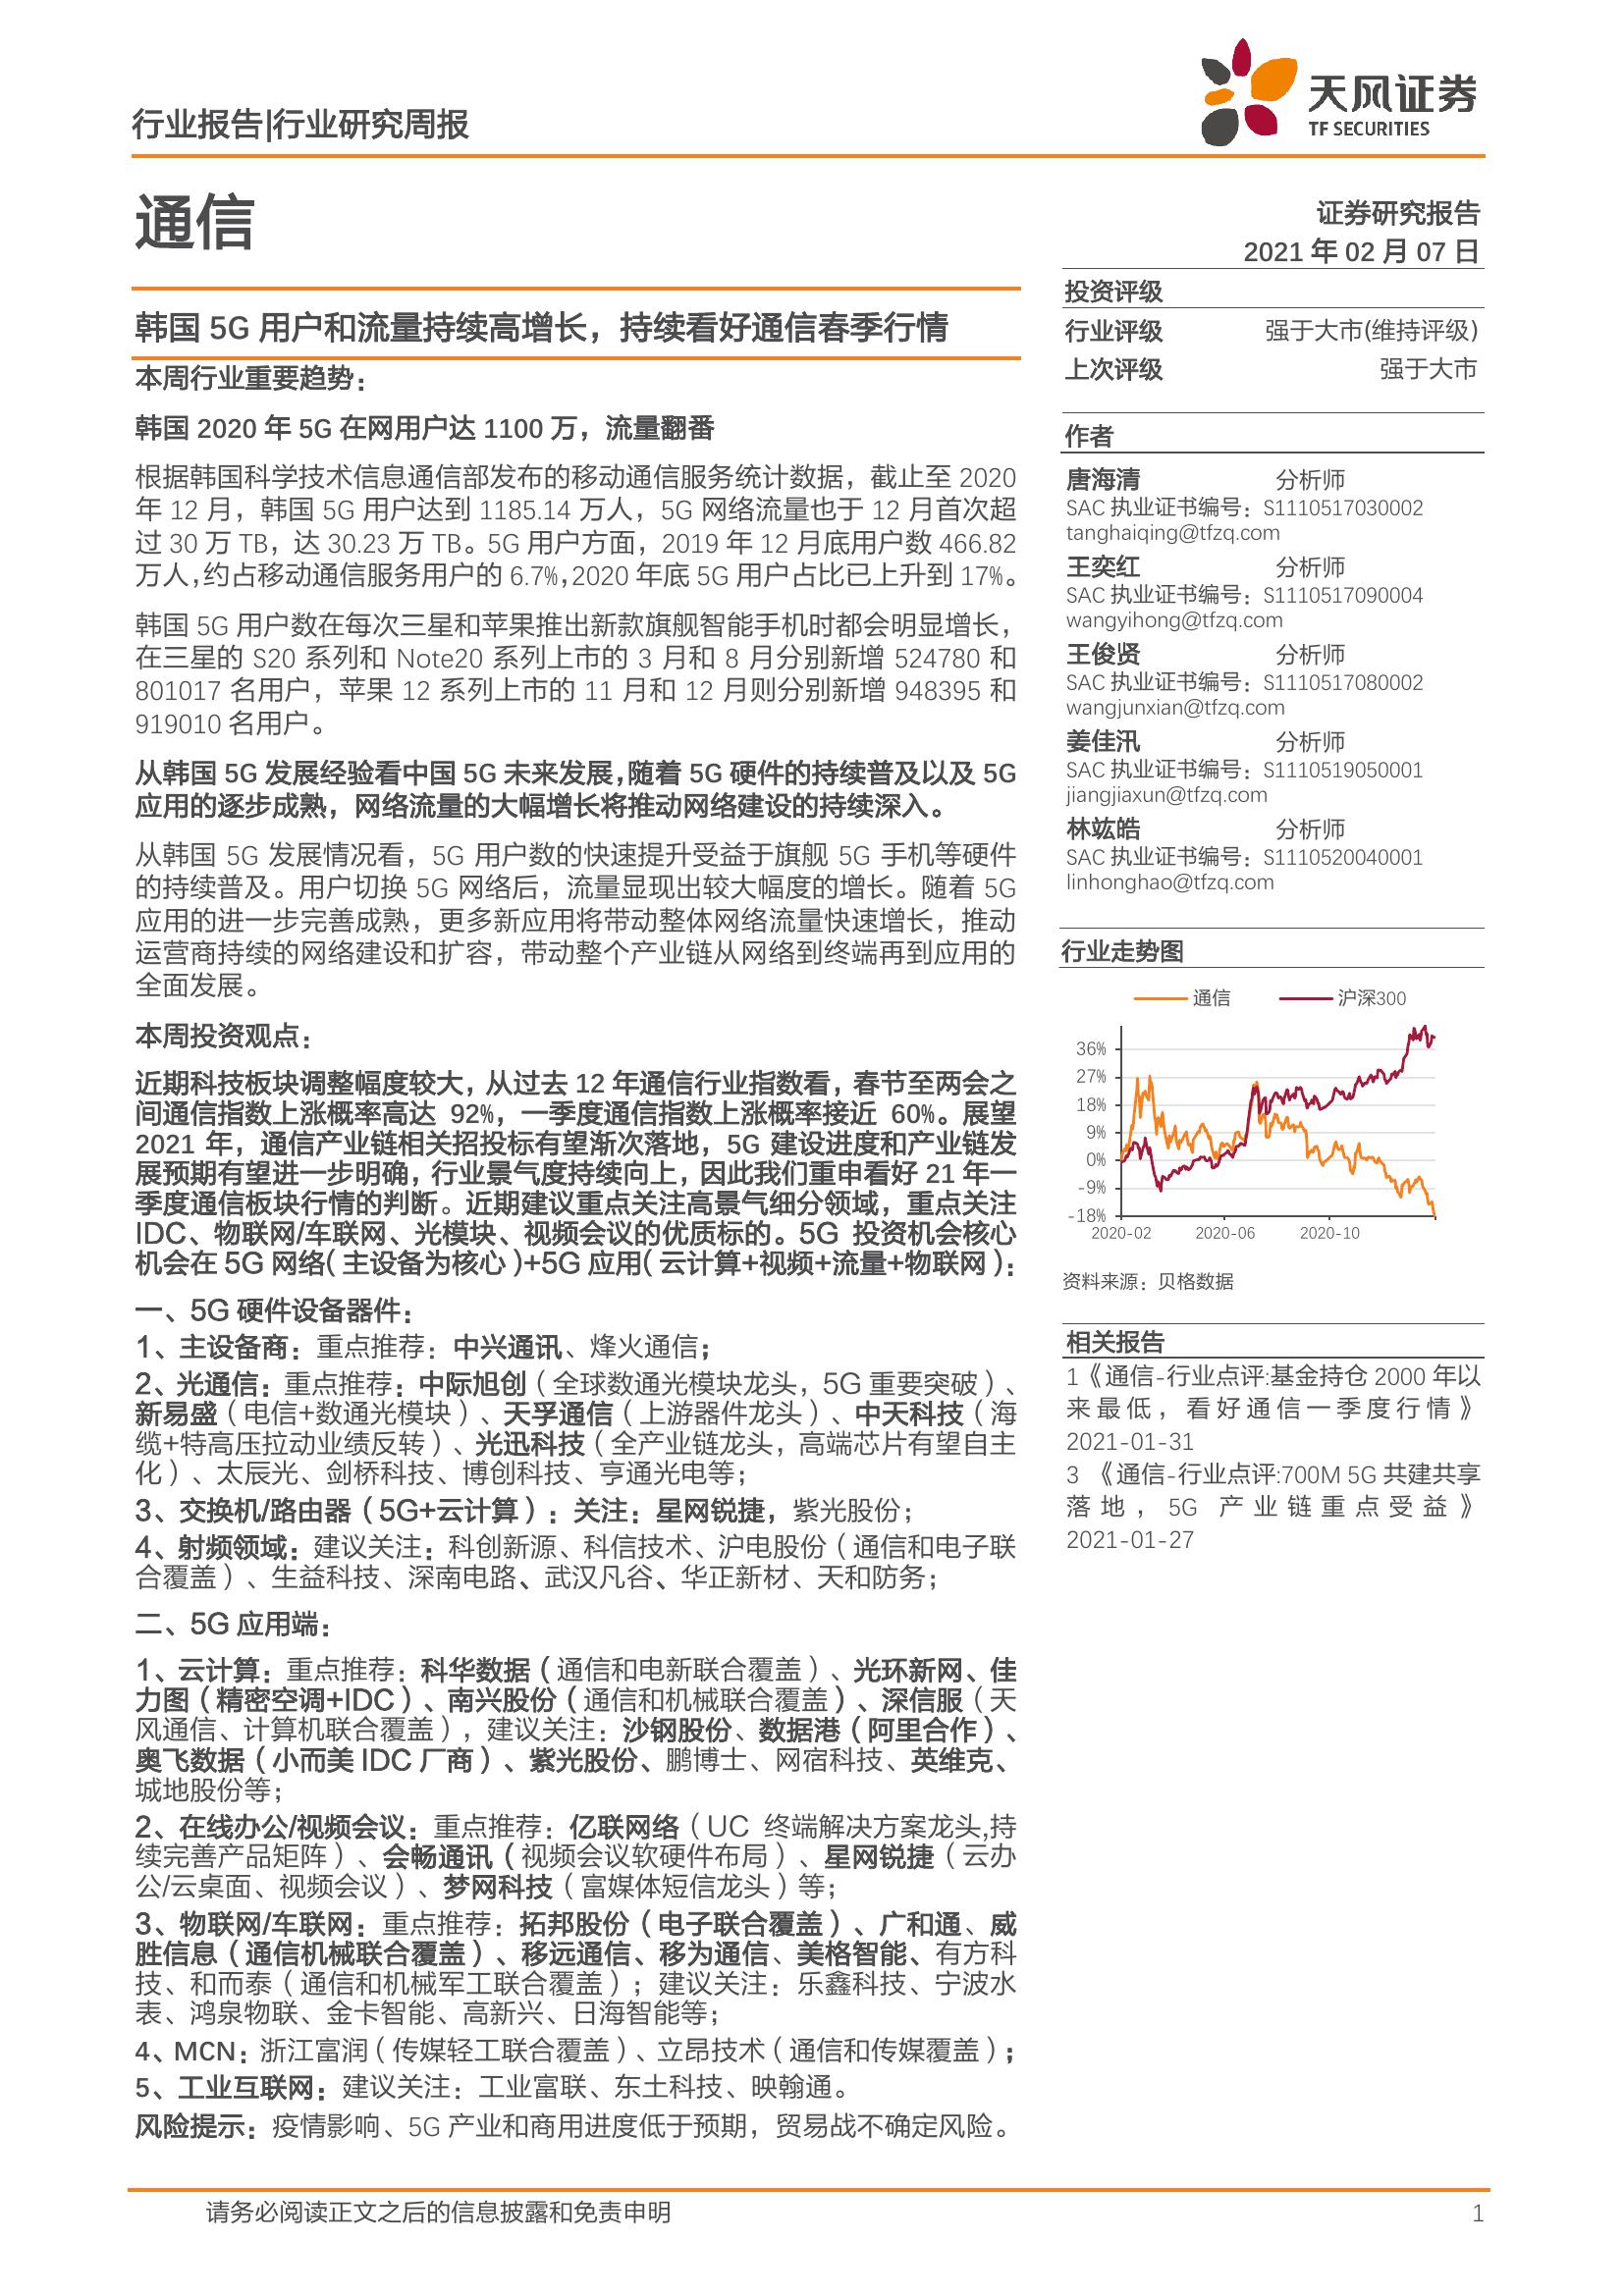 天风证券
TF SECURITIES
行业报告|行业研究周报
通信
证券研究报告
2021 年 02 月 07 日
韩国 5G 用户和流量持续高增长，持续看好通信春季行情
本周行业重要趋势：
韩国 2020 年 5G 在网用户达 1100 万，流量翻番
根据韩国科学技术信息通信部发布的移动通信服务统计数据，截止至 2020
年 12 月，韩国 5G 用户达到 1185.14 万人，5G 网络流量也于 12 月首次超
过 30 万 TB，达 30.23 万 TB。5G 用户方面，2019 年 12 月底用户数 466.82
万人，约占移动通信服务用户的 6.7%，2020 年底 5G 用户占比已上升到 17%。
韩国 5G 用户数在每次三星和苹果推出新款旗舰智能手机时都会明显增长，
在三星的 S20 系列和 Note20 系列上市的 3 月和 8 月分别新增 524780 和
801017 名用户，苹果 12 系列上市的 11 月和 12 月则分别新增 948395 和
919010 名用户。
从韩国 5G 发展经验看中国 5G 未来发展，随着 5G 硬件的持续普及以及 5G
应用的逐步成熟，网络流量的大幅增长将推动网络建设的持续深入。
从韩国 5G 发展情况看，5G 用户数的快速提升受益于旗舰 5G 手机等硬件
的持续普及。用户切换 5G 网络后，流量显现出较大幅度的增长。随着 5G
应用的进一步完善成熟，更多新应用将带动整体网络流量快速增长，推动
运营商持续的网络建设和扩容，带动整个产业链从网络到终端再到应用的
全面发展。
本周投资观点：
近期科技板块调整幅度较大，从过去 12 年通信行业指数看，春节至两会之
间通信指数上涨概率高达 92%，一季度通信指数上涨概率接近 60%。展望
2021 年，通信产业链相关招投标有望渐次落地，5G 建设进度和产业链发
展预期有望进一步明确，行业景气度持续向上，因此我们重申看好 21 年一
季度通信板块行情的判断。近期建议重点关注高景气细分领域，重点关注
IDC、物联网/车联网、光模块、视频会议的优质标的。5G 投资机会核心
机会在 5G 网络（主设备为核心）+5G 应用（云计算+视频+流量+物联网）：
一、5G 硬件设备器件：
1、主设备商：重点推荐：中兴通讯、烽火通信；
2、光通信：重点推荐：中际旭创（全球数通光模块龙头，5G 重要突破）、
新易盛（电信+数通光模块）、天孚通信（上游器件龙头）、中天科技（海
缆+特高压拉动业绩反转）、光迅科技（全产业链龙头，高端芯片有望自主
化）、太辰光、剑桥科技、博创科技、亨通光电等；
3、交换机/路由器（5G+云计算）：关注：星网锐捷，紫光股份；
4、射频领域：建议关注：科创新源、科信技术、沪电股份（通信和电子联
合覆盖）、生益科技、深南电路、武汉凡谷、华正新材、天和防务；
二、5G 应用端：
1、云计算：重点推荐：科华数据（通信和电新联合覆盖）、光环新网、佳
力图（精密空调+IDC）、南兴股份（通信和机械联合覆盖）、深信服（天
风通信、计算机联合覆盖），建议关注：沙钢股份、数据港（阿里合作）、
奥飞数据（小而美 IDC 厂商）、紫光股份、鹏博士、网宿科技、英维克、
城地股份等；
2、在线办公/视频会议：重点推荐：亿联网络（UC 终端解决方案龙头,持
续完善产品矩阵）、会畅通讯（视频会议软硬件布局）、星网锐捷（云办
公/云桌面、视频会议）、梦网科技（富媒体短信龙头）等；
3、物联网/车联网：重点推荐：拓邦股份（电子联合覆盖）、广和通、威
胜信息（通信机械联合覆盖）、移远通信、移为通信、美格智能、有方科
技、和而泰（通信和机械军工联合覆盖）；建议关注：乐鑫科技、宁波水
表、鸿泉物联、金卡智能、高新兴、日海智能等；
4、MCN：浙江富润（传媒轻工联合覆盖）、立昂技术（通信和传媒覆盖）；
5、工业互联网：建议关注：工业富联、东土科技、映翰通。
风险提示：疫情影响、5G 产业和商用进度低于预期，贸易战不确定风险。
投资评级
行业评级 强于大市(维持评级)
上次评级 强于大市
作者
唐海清 分析师
SAC 执业证书编号：S1110517030002
tanghaiqing@tfzq.com
王奕红 分析师
SAC 执业证书编号：S1110517090004
wangyihong@tfzq.com
王俊贤 分析师
SAC 执业证书编号：S1110517080002
wangjunxian@tfzq.com
姜佳汛 分析师
SAC 执业证书编号：S1110519050001
jiangjiaxun@tfzq.com
林竑皓 分析师
SAC 执业证书编号：S1110520040001
linhonghao@tfzq.com
行业走势图
通信 沪深300
36%
27%
18%
9%
0%
-9%
-18%
2020-02 2020-06 2020-10
资料来源：贝格数据
相关报告
1《通信-行业点评:基金持仓 2000 年以
来最低，看好通信一季度行情》
2021-01-31
3 《通信-行业点评:700M 5G 共建共享
落地，5G 产业链重点受益》
2021-01-27
请务必阅读正文之后的信息披露和免责申明
1